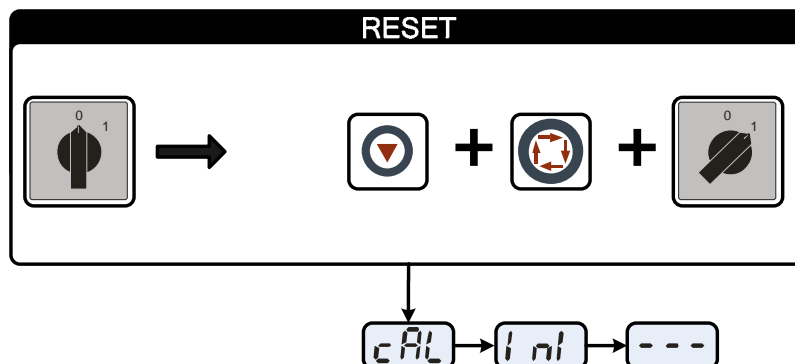 RESET
0
1
0
1
cAL
InI
---